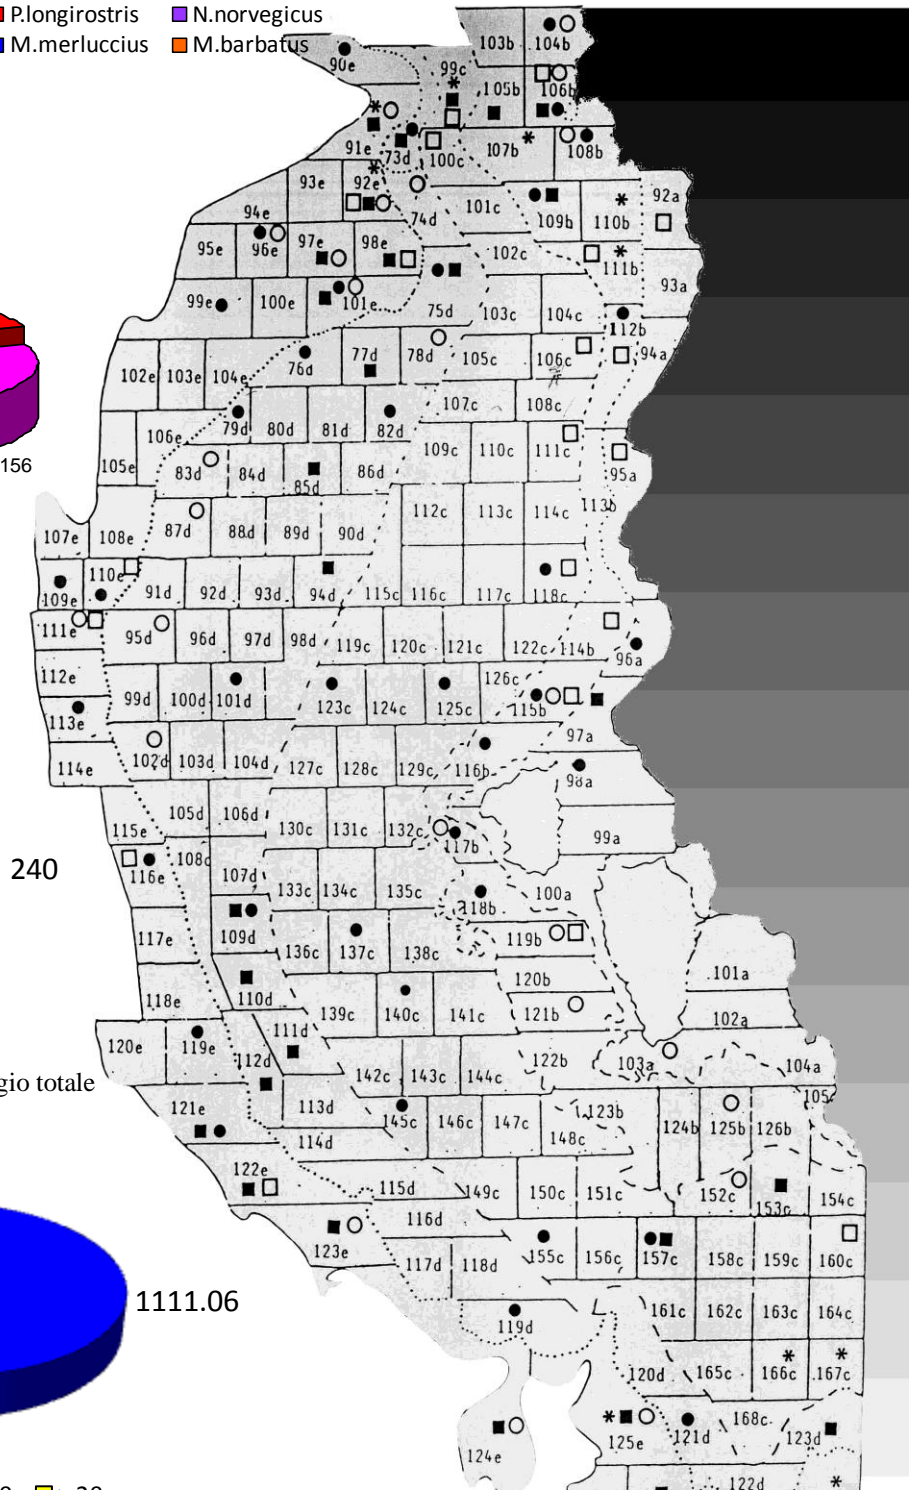 P.longirostris N.norvegicus
M.merluccius M.barbatus
103b 104b
90e 99c
105b 106b
91e 73d 100c 107b 108b
93e 92e 92a
94e 74d 101c 109b 110b
95e 96e 97e 98e 102c 111b
93a
99e 100e 101e 75d 103c 104c
112b
102e 103e 104e 76d 77d 78d 105c 106c 94a
107c 108c
106e 79d 80d 81d 82d
105e 83d 84d 85d 86d 109c 110c 111c 95a
156
107e 108e 87d 88d 89d 90d 112c 113c 114c 113b
110e
109e 91d 92d 93d 94d 115c 116c 117c 118c
111e 95d 96d 97d 98d 119c 120c 121c 122c 114b 96a
112e 126c
113e 99d 100d 101d 123c 124c 125c 115b
97a
114e 102d 103d 104d 127c 128c 129c 116b 98a
115e 105d 106d 130c 131c 132c 117b 99a
240
116e 108d 107d 133c 134c 135c 118b 100a
117e 109d 136c 137c 138c 119b
120b 101a
118e 110d 139c 140c 141c 121b 102a
120e 119e 112d 111d 142c 143c 144c 122b 103a 104a
gio totale
121e 113d 145c 146c 147c 148c 123b 124b 125b 126b 105
114d
122e 115d 149c 150c 151c 152c 153c 154c
123e 116d
117d 118d 155c 156c 157c 158c 159c 160c
1111.06
119d 161c 162c 163c 164c
120d 165c 166c 167c
124e 125e 121d 168c 123d
122d